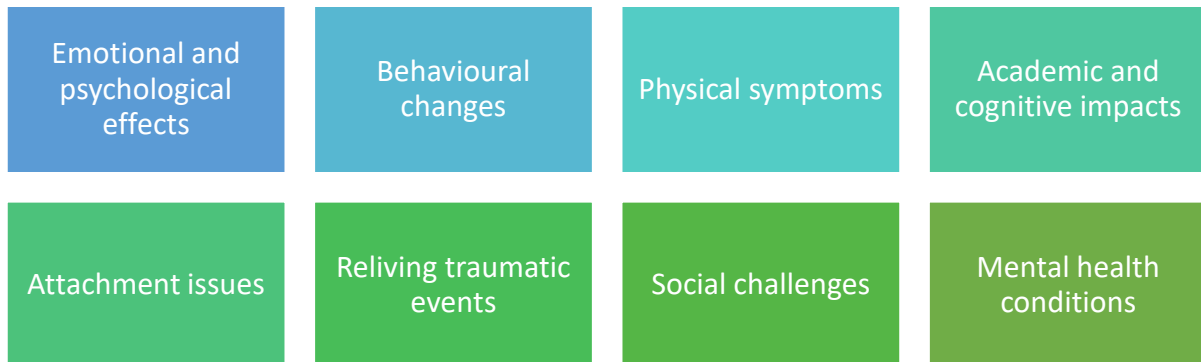 Emotional and
psychological
effects
Behavioural
changes
Physical symptoms
Academic and
cognitive impacts
Attachment issues
Reliving traumatic
events
Social challenges
Mental health
conditions